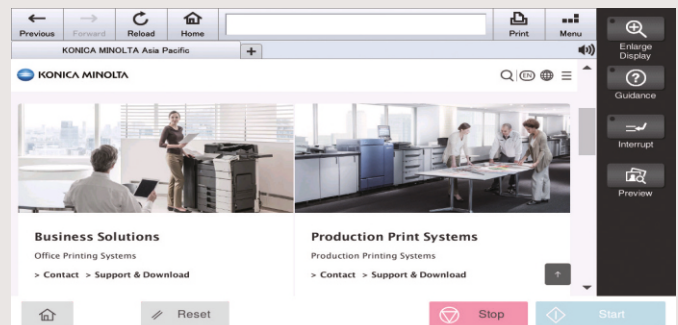 Previous Forward Reload Home Print Menu
KONICA MINOLTA Asia Pacific +
KONICA MINOLTA EN
Business Solutions
Office Printing Systems
> Contact > Support & Download
Production Print Systems
Production Printing Systems
> Contact > Support & Download
Reset Stop Start
Enlarge
Display
Guidance
Interrupt
Preview